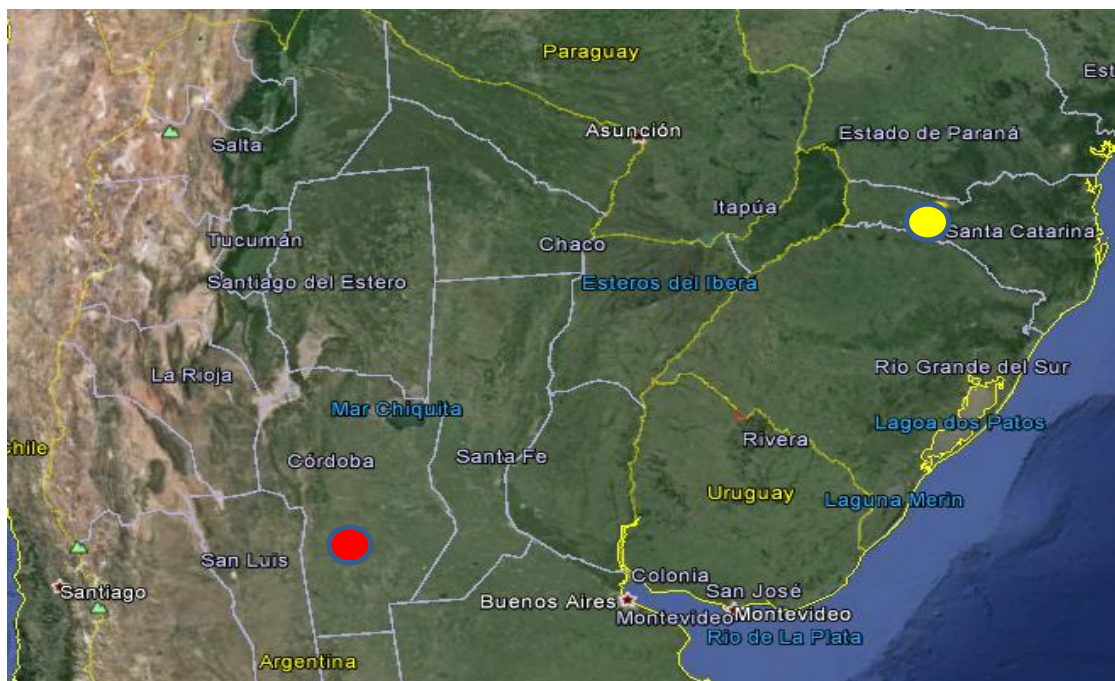 Paraguay
Est
Asunción
Estado de Paraná
Salta
Itapúa
Tucumán
Chaco
Santa Catarina
Santiago del Estero
Esteros del Ibera
La Rioja
Rio Grande del Sur
Mar Chiquita
Lagoa dos Patos
Chile
Rivera
Córdoba
Santa Fe
Uruguay
Laguna Merin
San Luis
Colonia
Santiago
San José
Buenos Aires
Montevideo
Montevideo
Rio de La Plata
Argentina